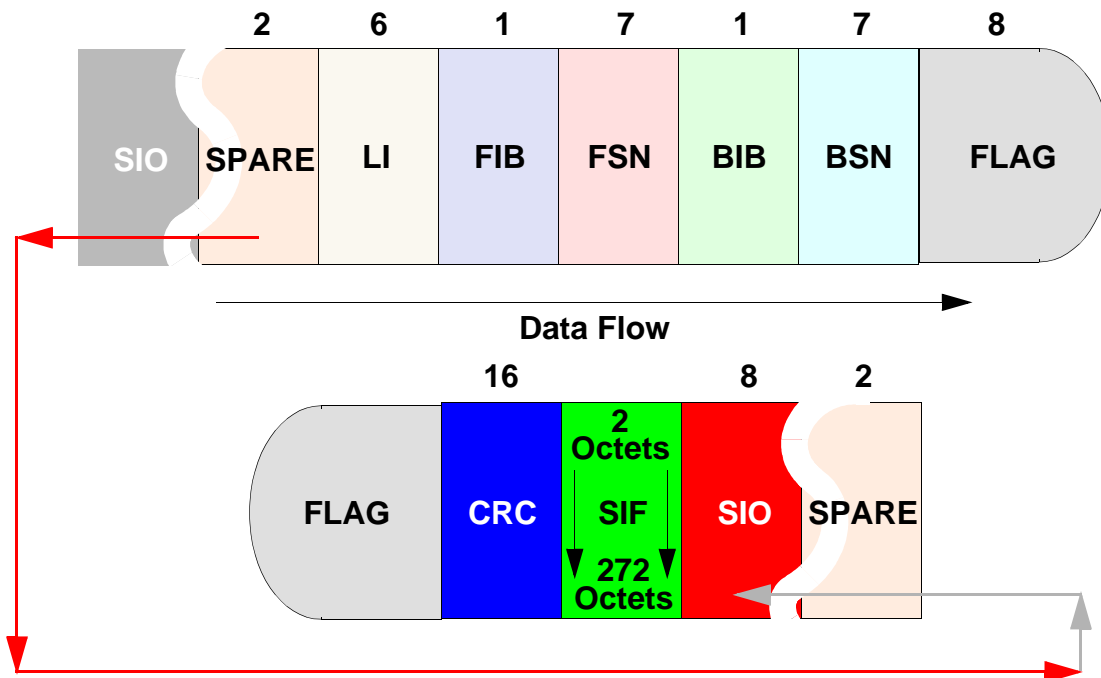 2 6 1 7 1 7 8
SIO SPARE LI FIB FSN BIB BSN FLAG
Data Flow
16 8 2
2
Octets
FLAG CRC SIF SIO SPARE
272
Octets